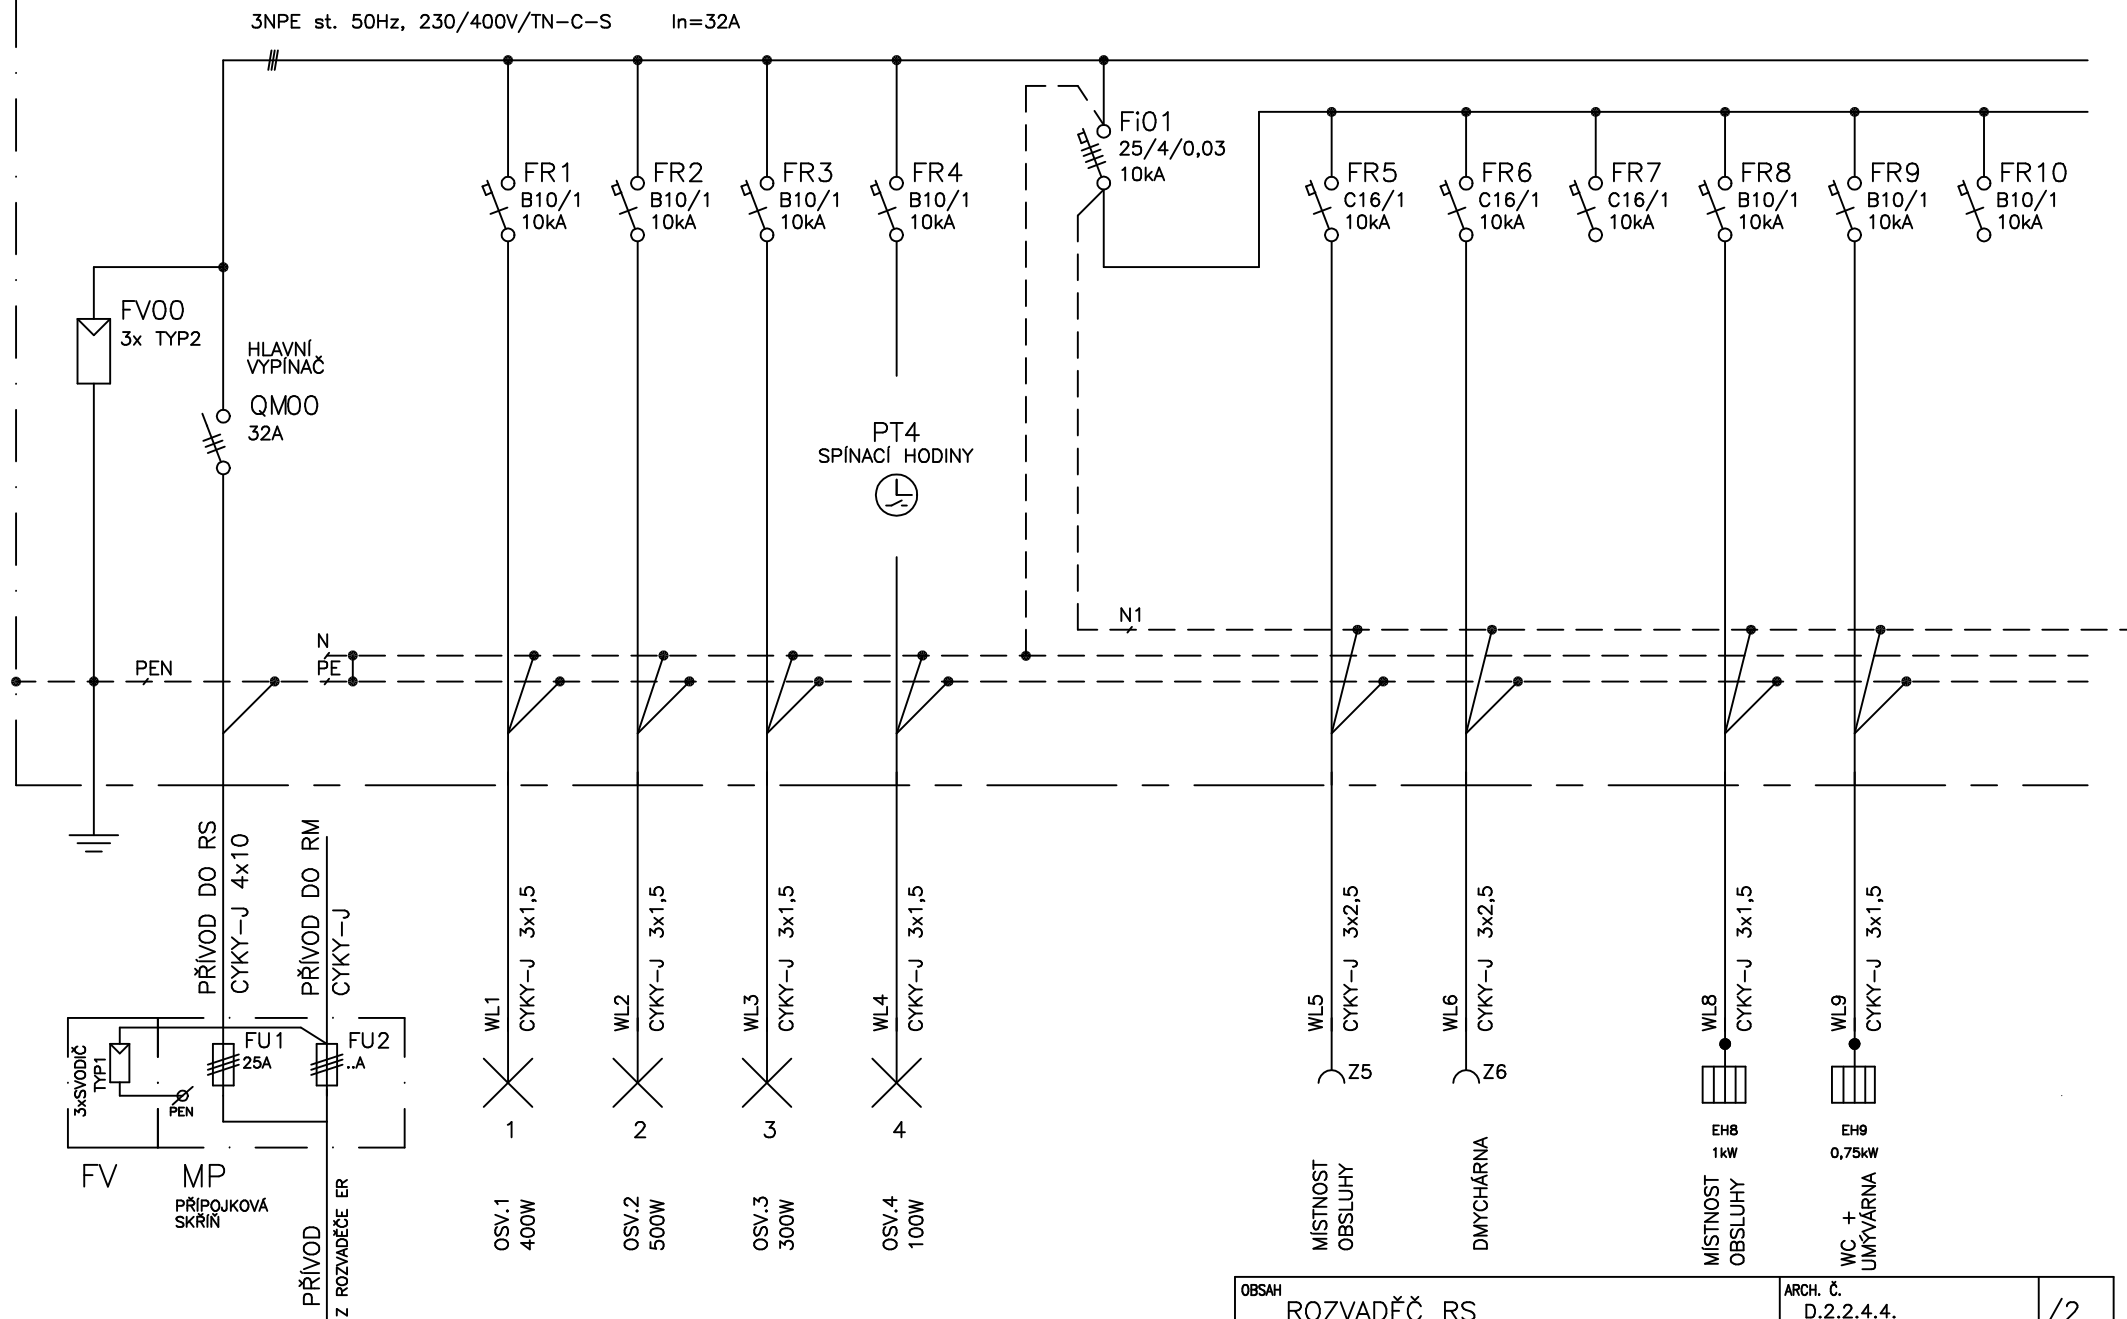 3NPE st. 50Hz, 230/400V/TN-C-S In=32A
Fi01
25/4/0,03
10kA
FR1
B10/1
10kA
FR2
B10/1
10kA
FR3
B10/1
10kA
FR4
B10/1
10kA
FR5
C16/1
10kA
FR6
C16/1
10kA
FR7
C16/1
10kA
FR8
B10/1
10kA
FR9
B10/1
10kA
FR10
B10/1
10kA
FV00
3x TYP2
HLAVNÍ
VYPÍNAČ
QM00
32A
PT4
SPÍNACÍ HODINY
N1
N
PEN
PE
PŘÍVOD DO RS
CYKY-J 4x10
PŘÍVOD DO RM
CYKY-J
WL1
CYKY-J 3x1,5
WL2
CYKY-J 3x1,5
WL3
CYKY-J 3x1,5
WL4
CYKY-J 3x1,5
WL5
CYKY-J 3x2,5
WL6
CYKY-J 3x2,5
WL8
CYKY-J 3x1,5
WL9
CYKY-J 3x1,5
3xSVODIČ
TYP1
PEN
FU1
25A
FU2
..A
Z5
Z6
1
2
3
4
EH8
1kW
EH9
0,75kW
FV
MP
PŘÍPOJKOVÁ
SKŘÍŇ
PŘÍVOD
Z ROZVADĚČE ER
OSV.1
400W
OSV.2
500W
OSV.3
300W
OSV.4
100W
MÍSTNOST
OBSLUHY
DMYCHÁRNA
MÍSTNOST
OBSLUHY
WC +
UMÝVÁRNA
OBSAH
ROZVADĚČ RS
ARCH. Č.
D.2.2.4.4.
/2